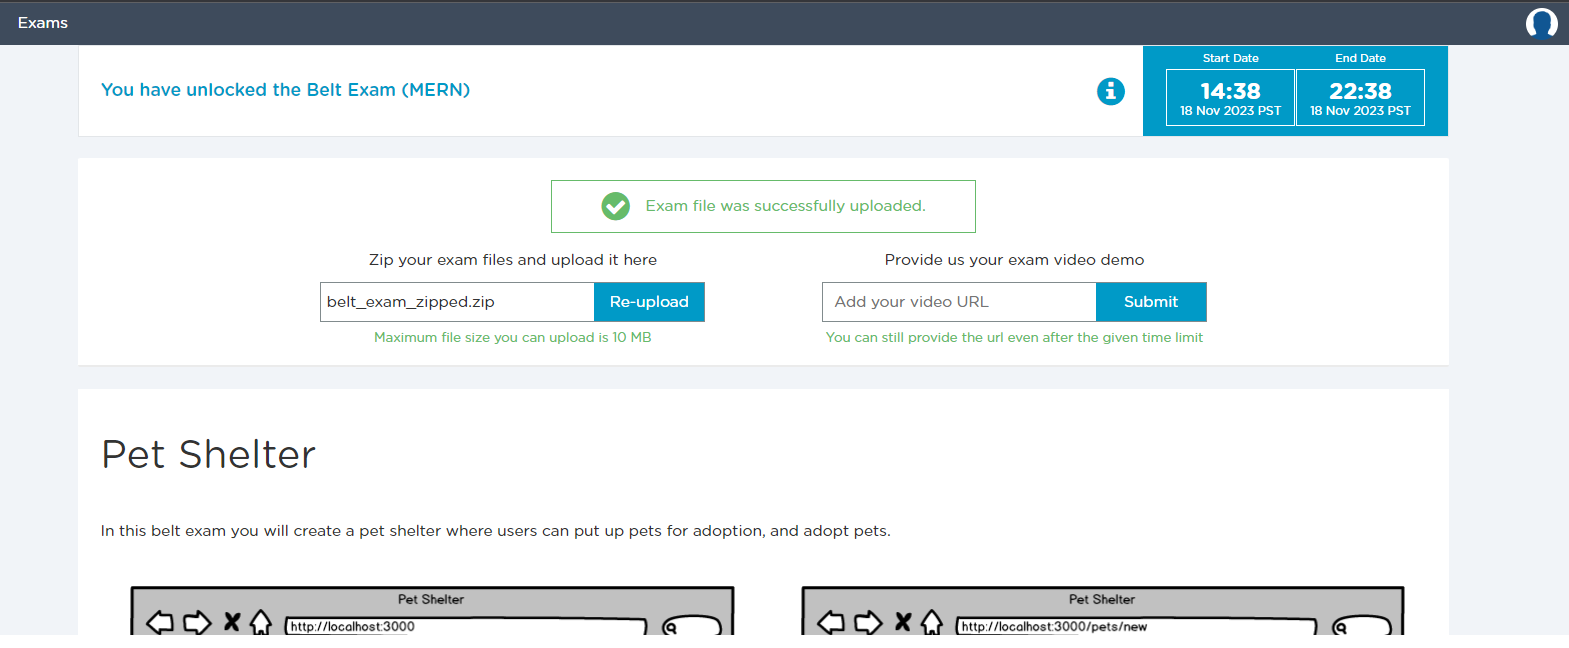 Exams
You have unlocked the Belt Exam (MERN)
Start Date
End Date
14:38
18 Nov 2023 PST
22:38
18 Nov 2023 PST
Exam file was successfully uploaded.
Zip your exam files and upload it here
belt_exam_zipped.zip
Re-upload
Maximum file size you can upload is 10 MB
Provide us your exam video demo
Add your video URL
Submit
You can still provide the url even after the given time limit
Pet Shelter
In this belt exam you will create a pet shelter where users can put up pets for adoption, and adopt pets.
Pet Shelter
http://localhost:3000
Pet Shelter
http://localhost:3000/pets/new